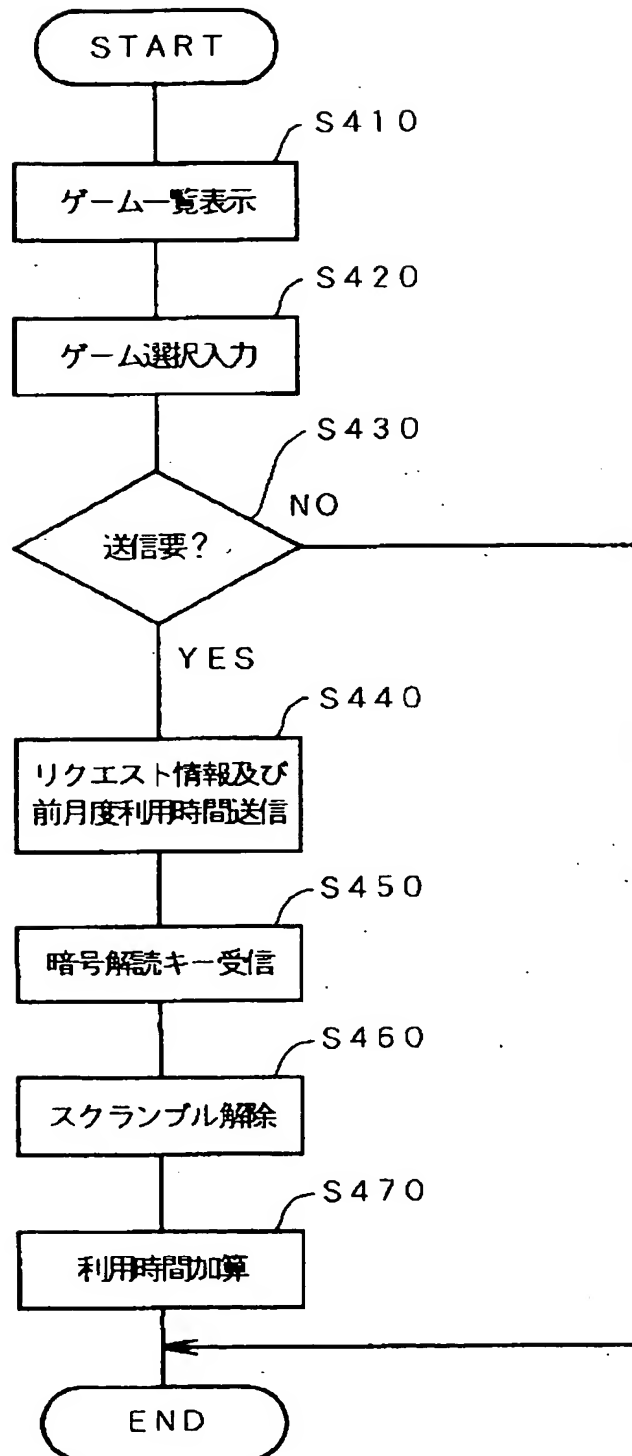 START
S410
ゲーム一覧表示
S420
ゲーム選択入力
S430
NO
送信要?
YES
S440
リクエスト情報及び
前月度利用時間送信
S450
暗号解読キー受信
S460
スクランブル解除
S470
利用時間加算
END